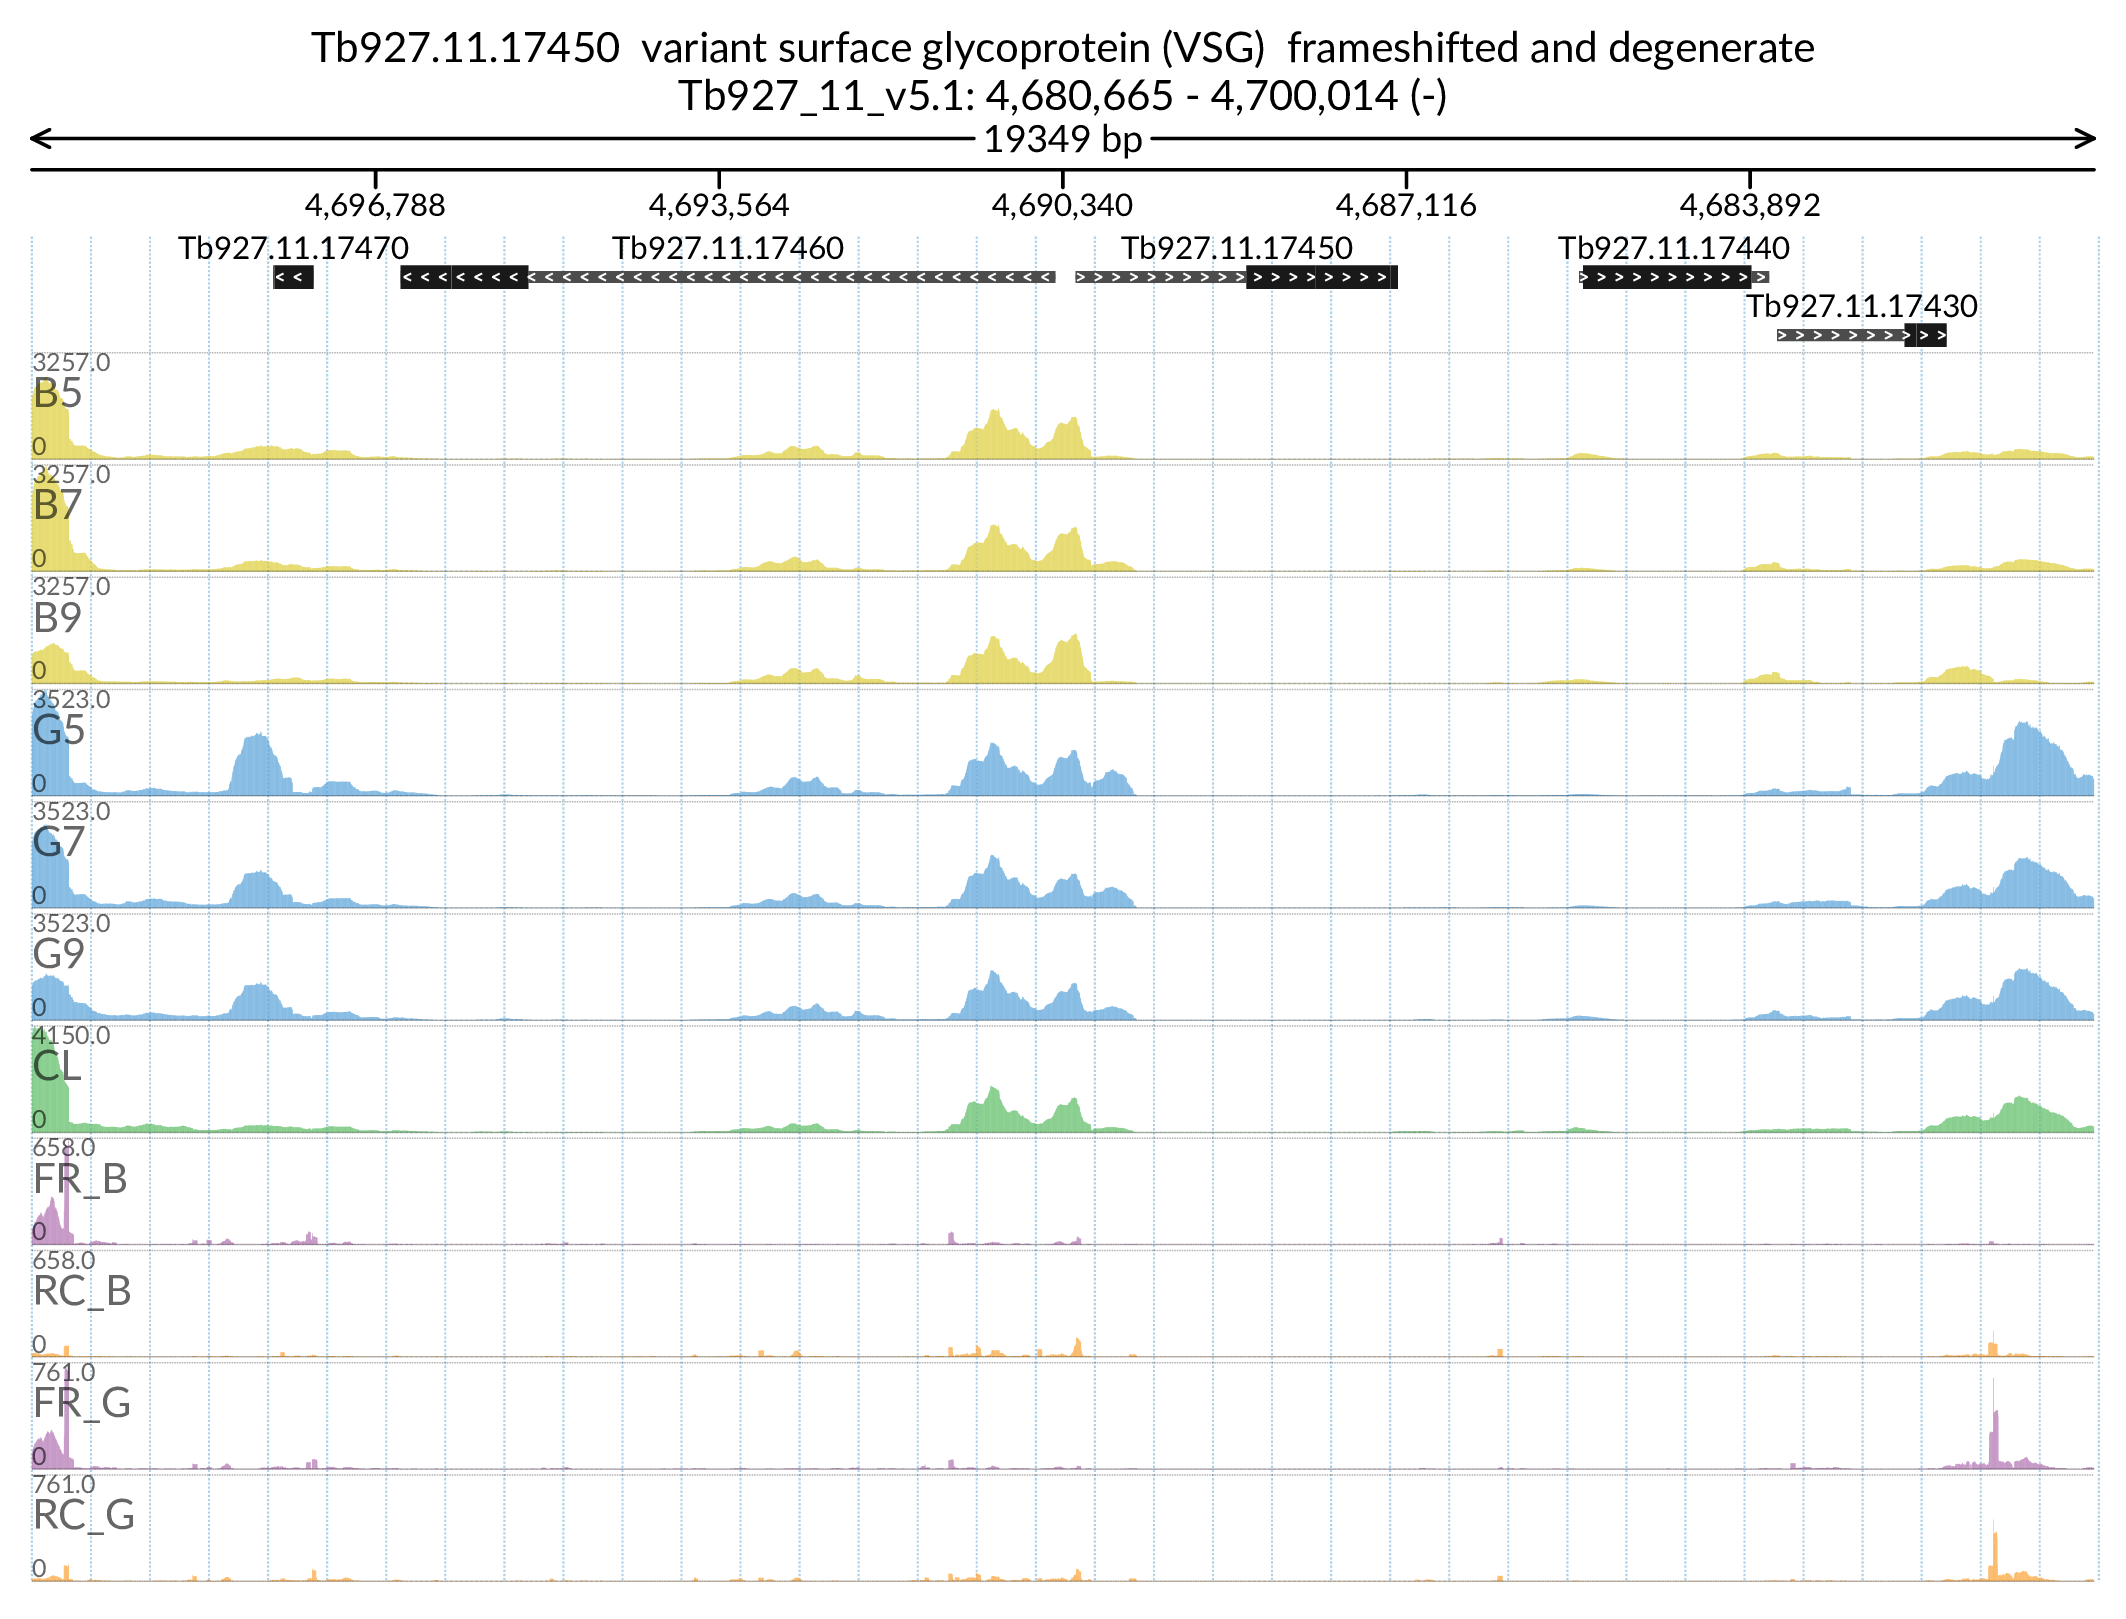 Tb927.11.17450  variant surface glycoprotein (VSG)  frameshifted and degenerate
Tb927_11_v5.1: 4,680,665 - 4,700,014 (-)
19349 bp
4,696,788 4,693,564 4,690,340 4,687,116 4,683,892
Tb927.11.17470 Tb927.11.17460 Tb927.11.17450 Tb927.11.17440
Tb927.11.17430
3257.0
B5
0
3257.0
B7
0
3257.0
B9
0
3523.0
G5
0
3523.0
G7
0
3523.0
G9
0
4150.0
CL
0
658.0
FR_B
0
658.0
RC_B
0
761.0
FR_G
0
761.0
RC_G
0